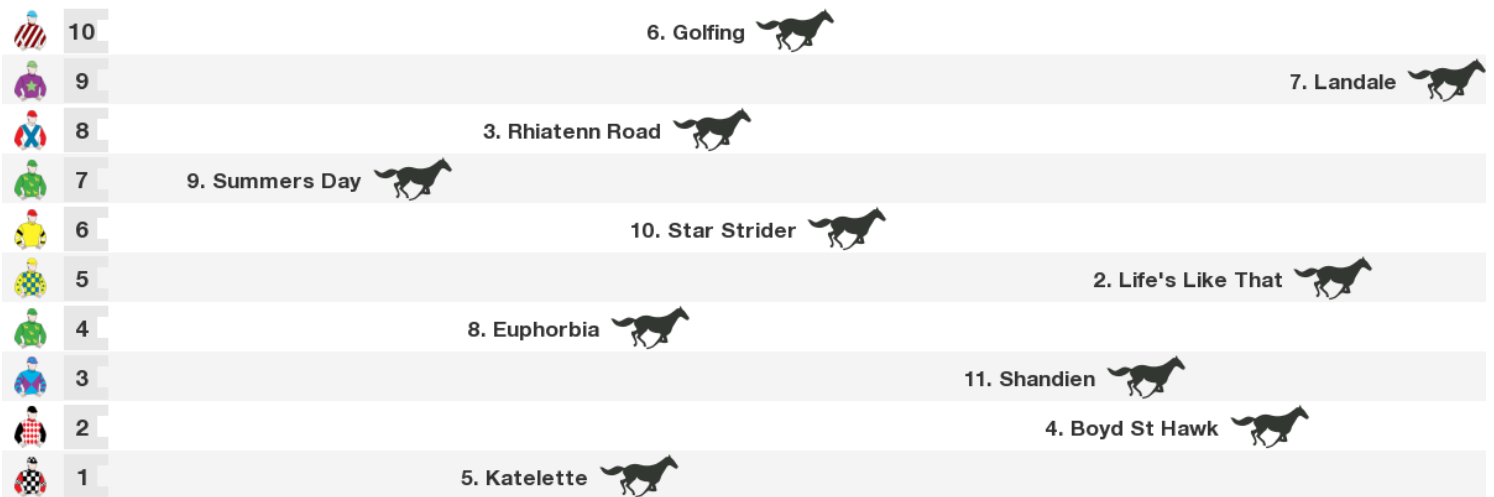 10 6. Golfing
9 7. Landale
8 3. Rhiatenn Road
7 9. Summers Day
6 10. Star Strider
5 2. Life's Like That
4 8. Euphorbia
3 11. Shandien
2 4. Boyd St Hawk
1 5. Katelette